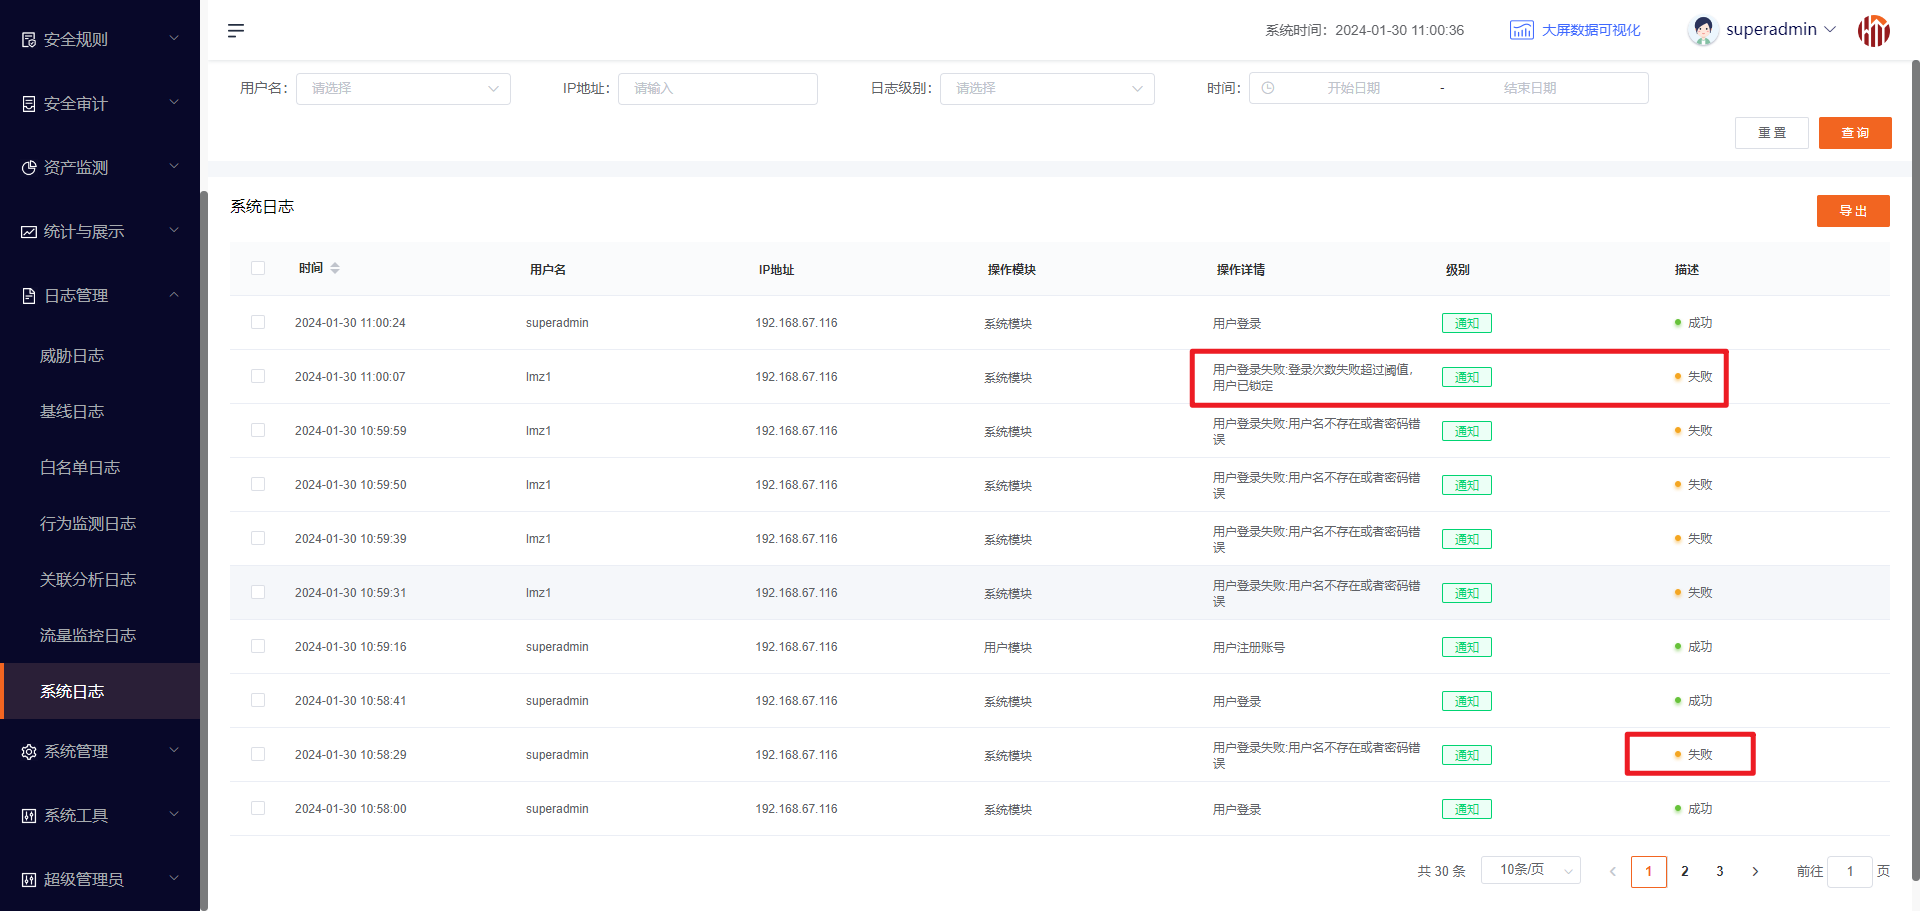 系统时间：2024-01-30 11:00:36
大屏数据可视化
superadmin
安全规则
安全审计
资产监测
统计与展示
日志管理
威胁日志
基线日志
白名单日志
行为监测日志
关联分析日志
流量监控日志
系统日志
系统管理
系统工具
超级管理员
用户名： 请选择 IP地址： 请输入 日志级别： 请选择 时间： 开始日期 - 结束日期
重置 查询
系统日志
导出
时间 用户名 IP地址 操作模块 操作详情 级别 描述
2024-01-30 11:00:24 superadmin 192.168.67.116 系统模块 用户登录 通知 成功
2024-01-30 11:00:07 lmz1 192.168.67.116 系统模块 用户登录失败:登录次数失败超过阈值， 通知 失败
用户已锁定
2024-01-30 10:59:59 lmz1 192.168.67.116 系统模块 用户登录失败:用户名不存在或者密码错 通知 失败
误
2024-01-30 10:59:50 lmz1 192.168.67.116 系统模块 用户登录失败:用户名不存在或者密码错 通知 失败
误
2024-01-30 10:59:39 lmz1 192.168.67.116 系统模块 用户登录失败:用户名不存在或者密码错 通知 失败
误
2024-01-30 10:59:31 lmz1 192.168.67.116 系统模块 用户登录失败:用户名不存在或者密码错 通知 失败
误
2024-01-30 10:59:16 superadmin 192.168.67.116 用户模块 用户注册账号 通知 成功
2024-01-30 10:58:41 superadmin 192.168.67.116 系统模块 用户登录 通知 成功
2024-01-30 10:58:29 superadmin 192.168.67.116 系统模块 用户登录失败:用户名不存在或者密码错 通知 失败
误
2024-01-30 10:58:00 superadmin 192.168.67.116 系统模块 用户登录 通知 成功
共 30 条 10条/页 1 2 3 前往 1 页